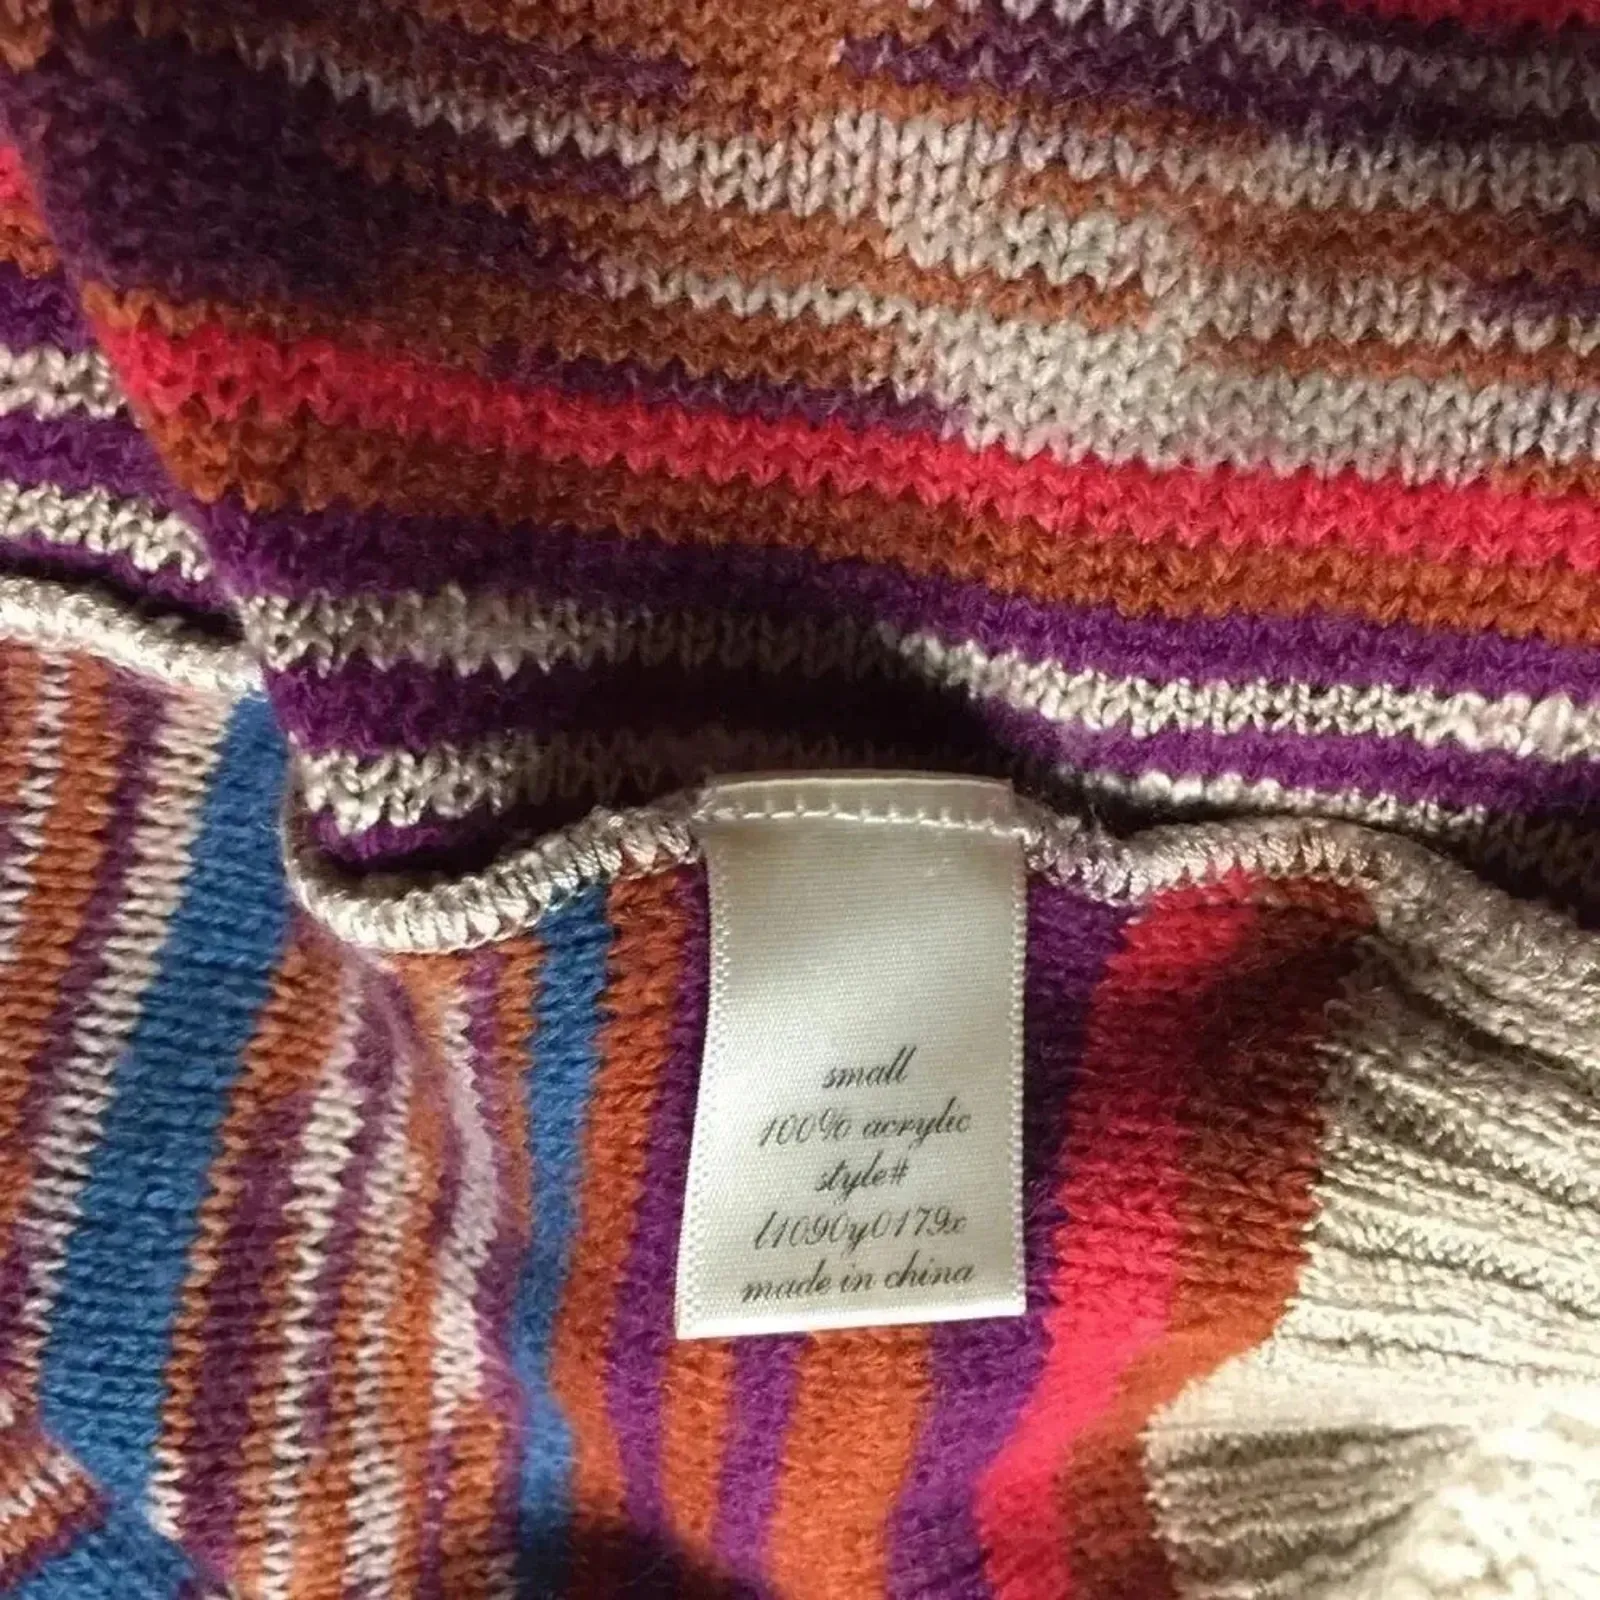 small
100% acrylic
style#
l1090y0179x
made in china